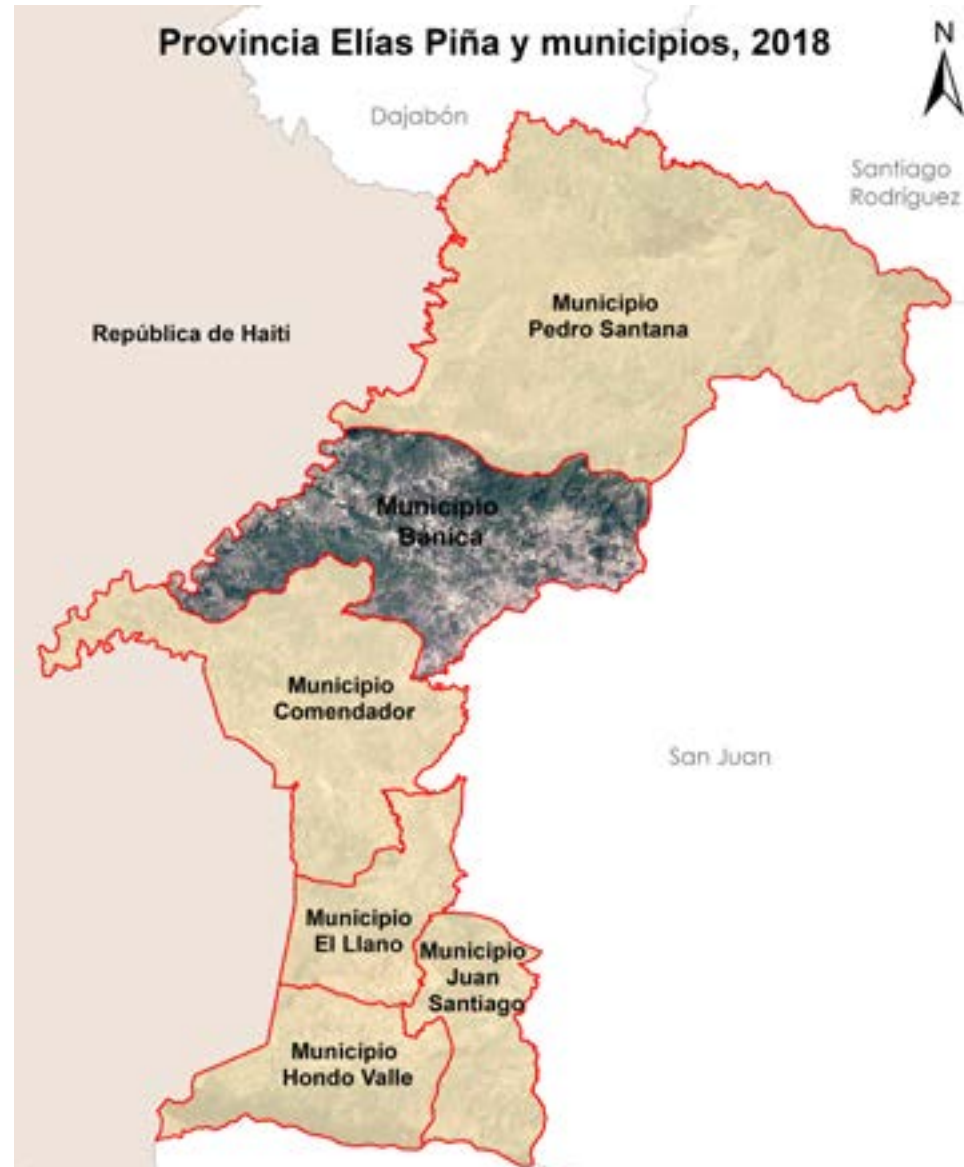 Provincia Elías Piña y municipios, 2018
N
Dajabón
Santiago
Rodríguez
Municipio
Pedro Santana
República de Haiti
Municipio
Bánica
Municipio
Comendador
San Juan
Municipio
El Llano
Municipio
Juan
Santiago
Municipio
Hondo Valle